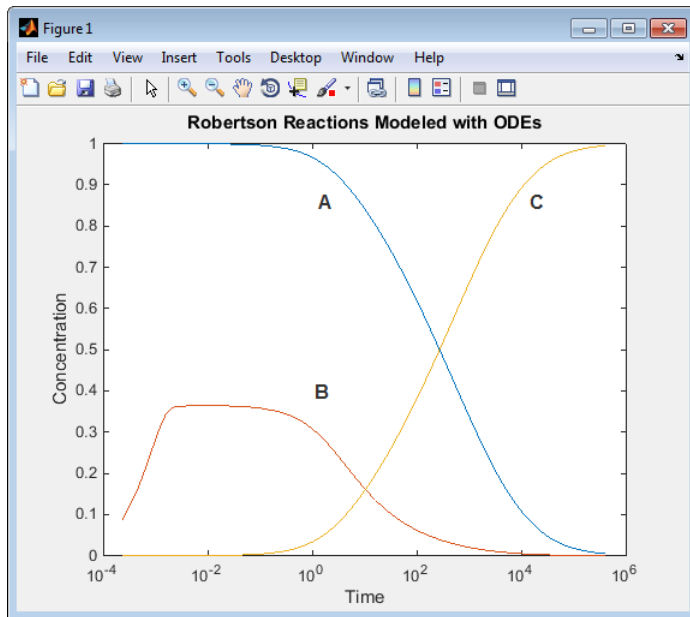 Figure 1
File Edit View Insert Tools Desktop Window Help
Robertson Reactions Modeled with ODEs
1
0.9
0.8
0.7
0.6
0.5
0.4
0.3
0.2
0.1
0
Concentration
A
C
B
10⁻⁴ 10⁻² 10⁰ 10² 10⁴ 10⁶
Time